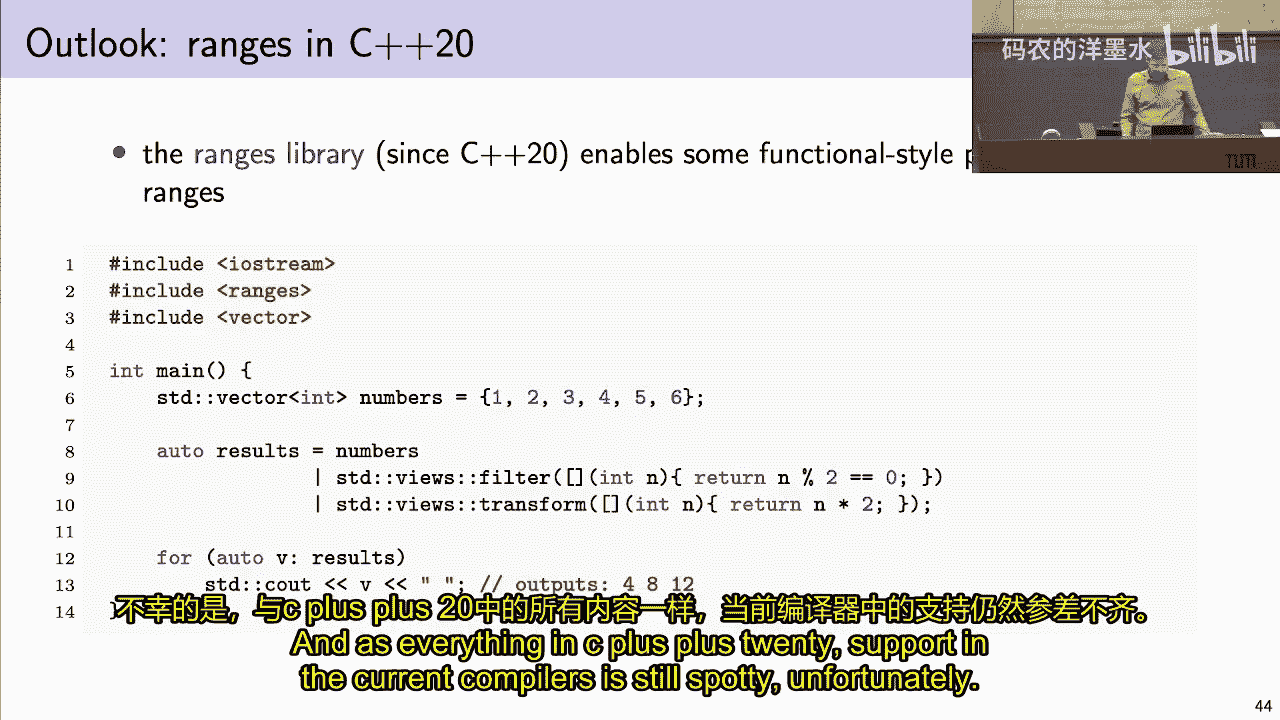 Outlook: ranges in C++20
码农的洋墨水 bilibili
TUM
• the ranges library (since C++20) enables some functional-style
ranges
1 #include <iostream>
2 #include <ranges>
3 #include <vector>
4
5 int main() {
6 std::vector<int> numbers = {1, 2, 3, 4, 5, 6};
7
8 auto results = numbers
9 | std::views::filter([](int n){ return n % 2 == 0; })
10 | std::views::transform([](int n){ return n * 2; });
11
12 for (auto v: results)
13 std::cout << v << " "; // outputs: 4 8 12
14
不幸的是，与c plus plus 20中的所有内容一样，当前编译器中的支持仍然参差不齐。
And as everything in c plus plus twenty, support in
the current compilers is still spotty, unfortunately.
44